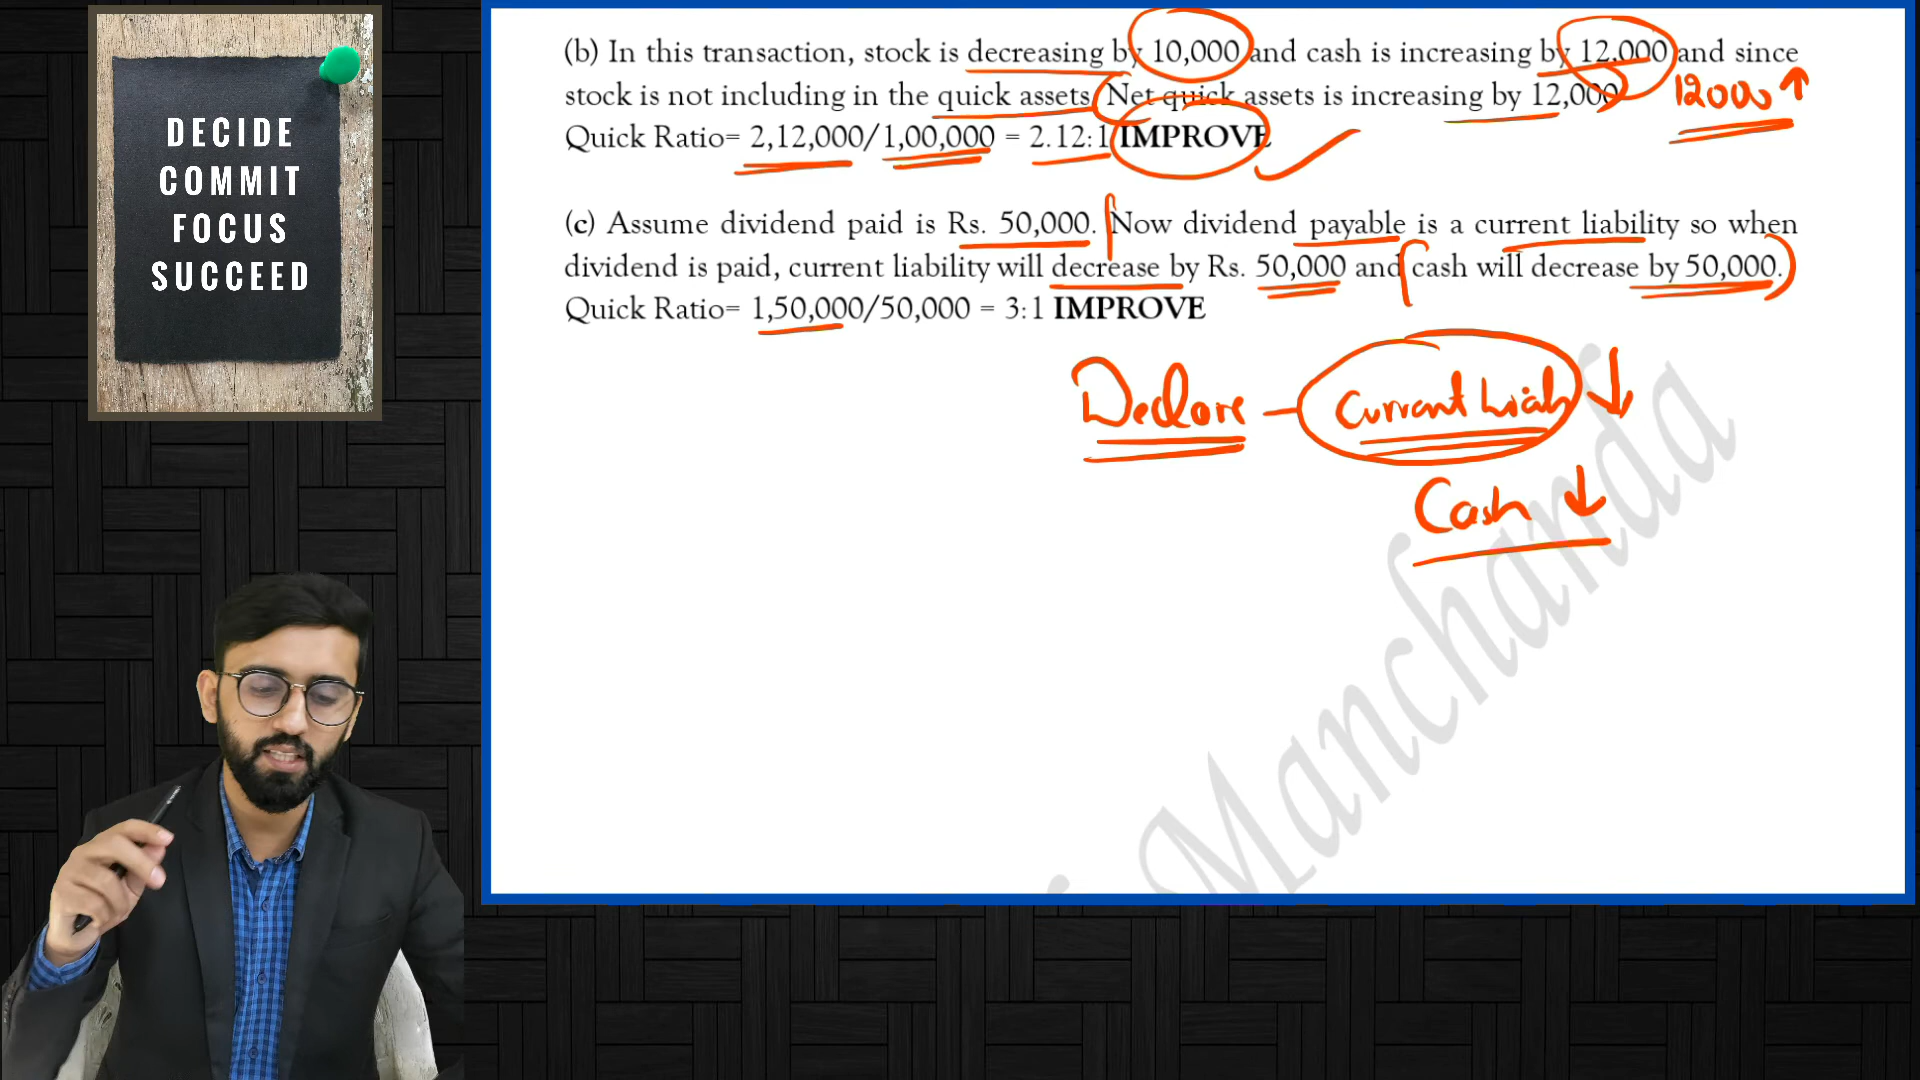 DECIDE
COMMIT
FOCUS
SUCCEED
(b) In this transaction, stock is decreasing by 10,000 and cash is increasing by 12,000 and since
stock is not including in the quick assets. Net quick assets is increasing by 12,000
12000 ↑
Quick Ratio= 2,12,000/1,00,000 = 2.12:1 IMPROVE
(c) Assume dividend paid is Rs. 50,000. Now dividend payable is a current liability so when
dividend is paid, current liability will decrease by Rs. 50,000 and cash will decrease by 50,000.
Quick Ratio= 1,50,000/50,000 = 3:1 IMPROVE
Declare – Current Liab ↓
Cash ↓
Manchanda